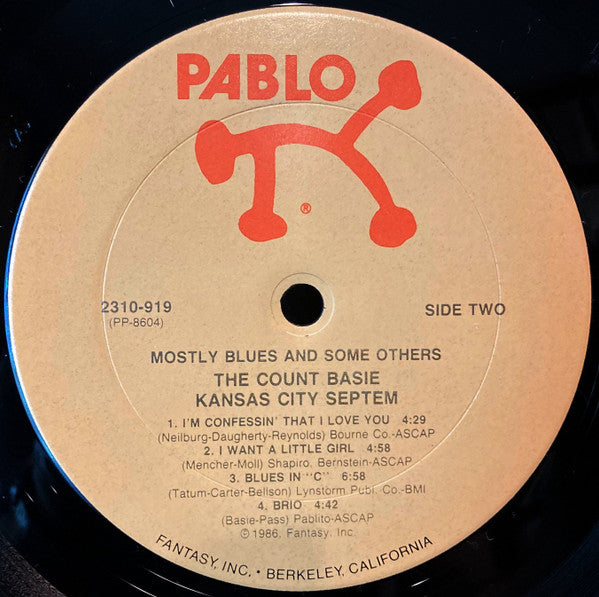 PABLO
®
2310-919
(PP-8604)
SIDE TWO
MOSTLY BLUES AND SOME OTHERS
THE COUNT BASIE
KANSAS CITY SEPTEM
1. I'M CONFESSIN' THAT I LOVE YOU 4:29
(Neilburg-Daugherty-Reynolds) Bourne Co.-ASCAP
2. I WANT A LITTLE GIRL 4:58
(Mencher-Moll) Shapiro, Bernstein-ASCAP
3. BLUES IN "C" 6:58
(Tatum-Carter-Bellson) Lynstorm Publ. Co.-BMI
4. BRIO 4:42
(Basie-Pass) Pablito-ASCAP
© 1986, Fantasy, Inc.
FANTASY, INC. • BERKELEY, CALIFORNIA